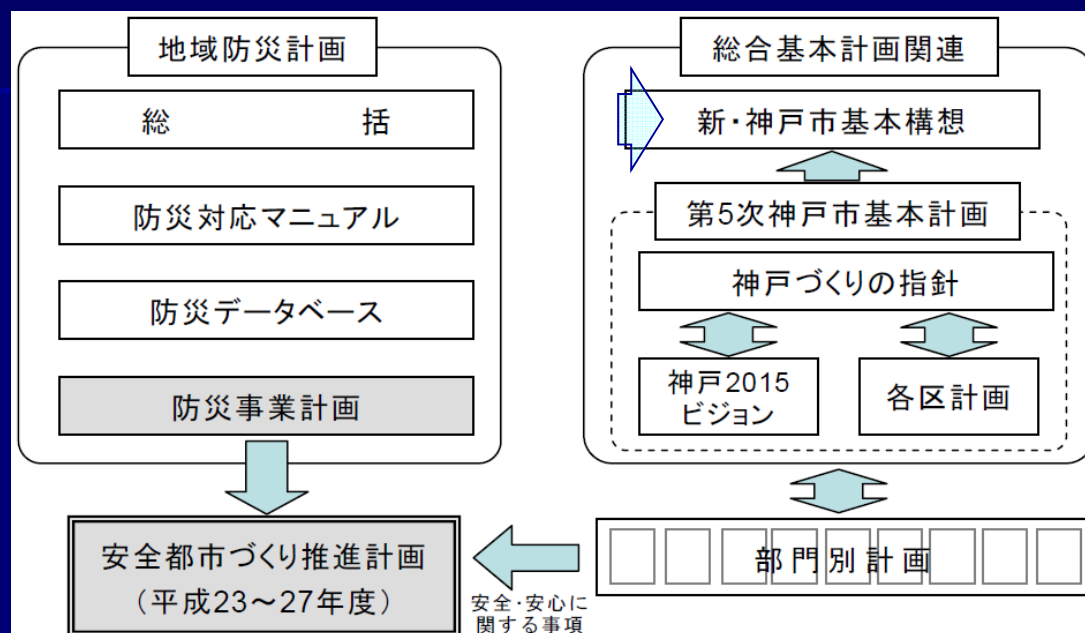 地域防災計画
総 括
防災対応マニュアル
防災データベース
防災事業計画
安全都市づくり推進計画
（平成23～27年度）
総合基本計画関連
新・神戸市基本構想
第5次神戸市基本計画
神戸づくりの指針
神戸2015
ビジョン
各区計画
部門別計画
安全・安心に
関する事項